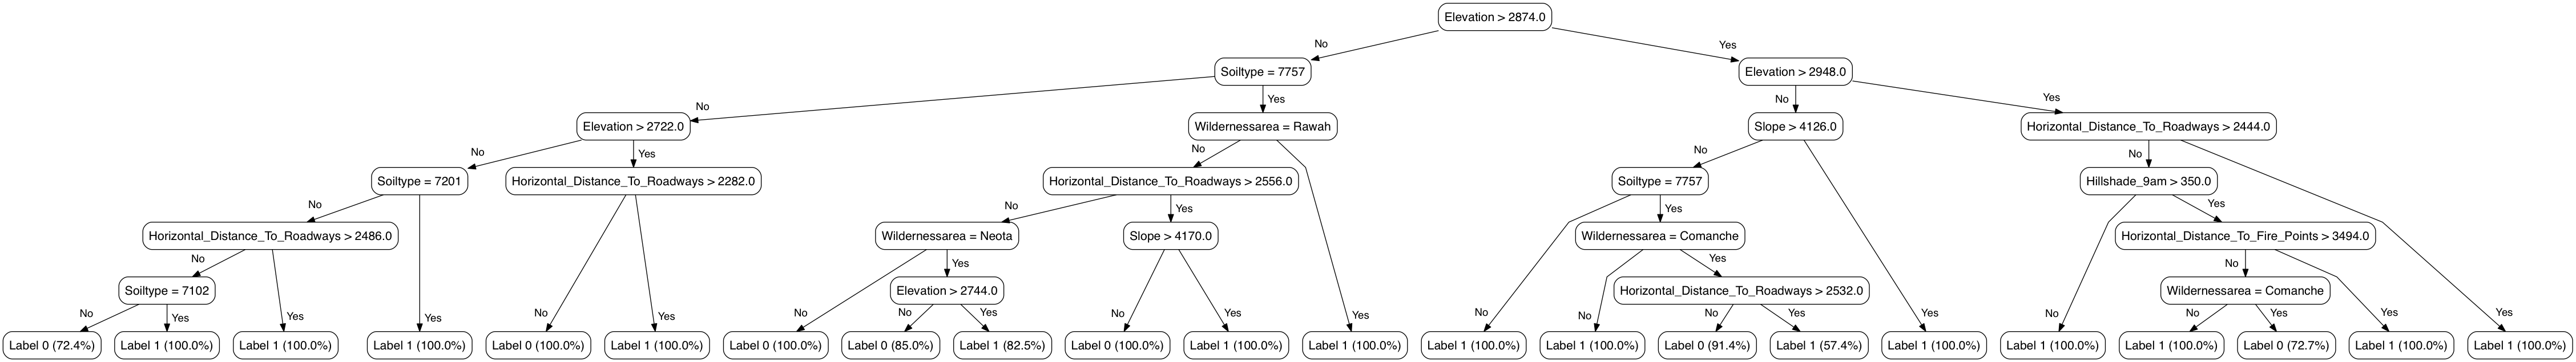 Elevation > 2874.0
No
Yes
Soiltype = 7757
Elevation > 2948.0
No
Yes
No
Yes
Elevation > 2722.0
Wildernessarea = Rawah
Slope > 4126.0
Horizontal_Distance_To_Roadways > 2444.0
No
Yes
No
No
No
Soiltype = 7201
Horizontal_Distance_To_Roadways > 2282.0
Horizontal_Distance_To_Roadways > 2556.0
Soiltype = 7757
Hillshade_9am > 350.0
No
No
Yes
Yes
Yes
Horizontal_Distance_To_Roadways > 2486.0
Wildernessarea = Neota
Slope > 4170.0
Wildernessarea = Comanche
Horizontal_Distance_To_Fire_Points > 3494.0
No
Yes
Yes
No
Soiltype = 7102
Elevation > 2744.0
Horizontal_Distance_To_Roadways > 2532.0
Wildernessarea = Comanche
No
Yes
Yes
Yes
No
Yes
No
No
Yes
No
Yes
Yes
No
No
No
Yes
Yes
No
No
Yes
Yes
Yes
Label 0 (72.4%)
Label 1 (100.0%)
Label 1 (100.0%)
Label 1 (100.0%)
Label 0 (100.0%)
Label 1 (100.0%)
Label 0 (100.0%)
Label 0 (85.0%)
Label 1 (82.5%)
Label 0 (100.0%)
Label 1 (100.0%)
Label 1 (100.0%)
Label 1 (100.0%)
Label 1 (100.0%)
Label 0 (91.4%)
Label 1 (57.4%)
Label 1 (100.0%)
Label 1 (100.0%)
Label 1 (100.0%)
Label 0 (72.7%)
Label 1 (100.0%)
Label 1 (100.0%)